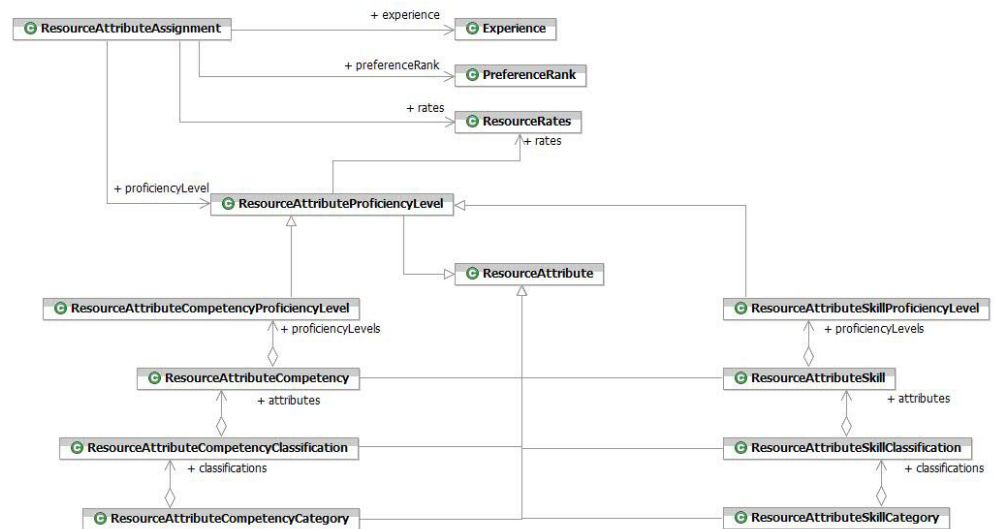 + experience
ResourceAttributeAssignment
Experience
+ preferenceRank
PreferenceRank
+ rates
ResourceRates
+ rates
+ proficiencyLevel
ResourceAttributeProficiencyLevel
ResourceAttribute
ResourceAttributeCompetencyProficiencyLevel
ResourceAttributeSkillProficiencyLevel
+ proficiencyLevels
+ proficiencyLevels
ResourceAttributeCompetency
ResourceAttributeSkill
+ attributes
+ attributes
ResourceAttributeCompetencyClassification
ResourceAttributeSkillClassification
+ classifications
+ classifications
ResourceAttributeCompetencyCategory
ResourceAttributeSkillCategory